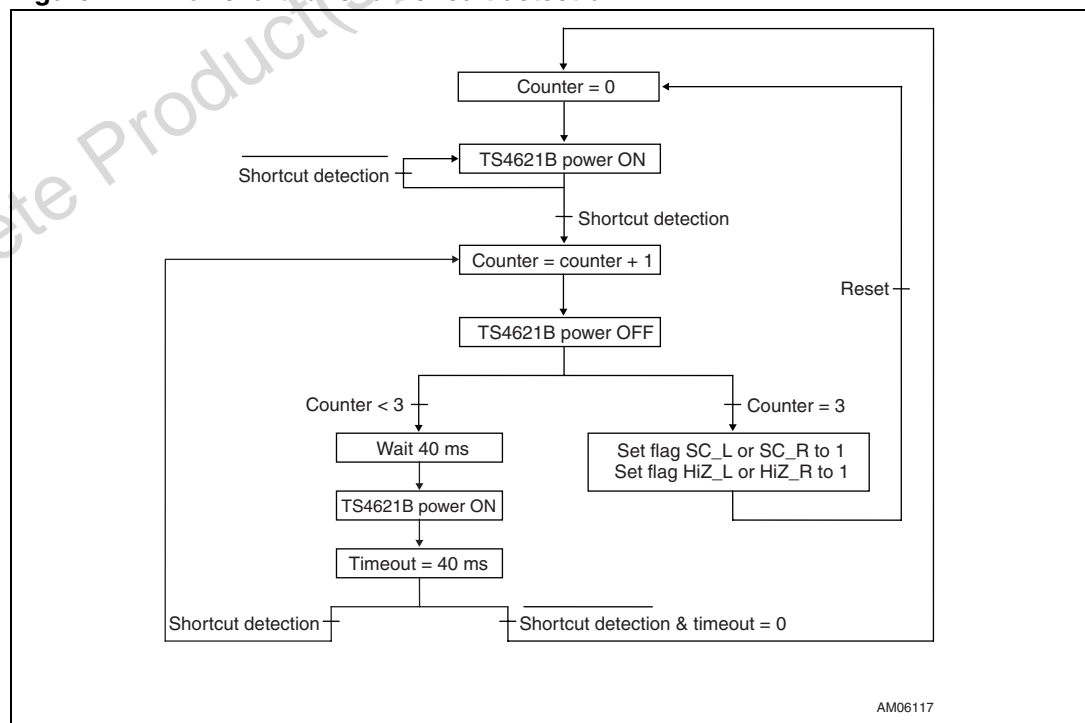 Counter = 0
TS4621B power ON
Shortcut detection
Shortcut detection
Counter = counter + 1
Reset
TS4621B power OFF
Counter < 3
Counter = 3
Wait 40 ms
Set flag SC_L or SC_R to 1
Set flag HiZ_L or HiZ_R to 1
TS4621B power ON
Timeout = 40 ms
Shortcut detection
Shortcut detection & timeout = 0
AM06117